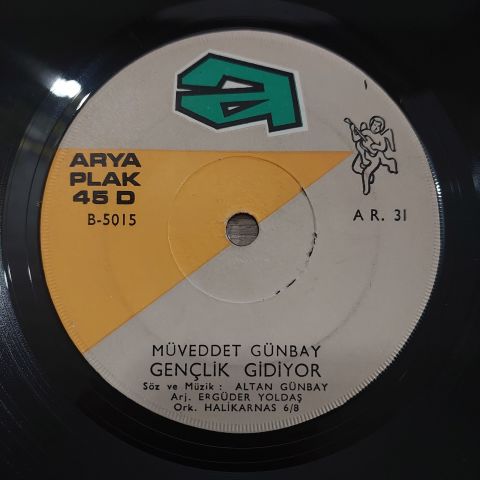 ARYA
PLAK
45 D
B-5015
A R. 31
MÜVEDDET GÜNBAY
GENÇLİK GİDİYOR
Söz ve Müzik : ALTAN GÜNBAY
Arj. ERGÜDER YOLDAŞ
Ork. HALİKARNAS 6/8